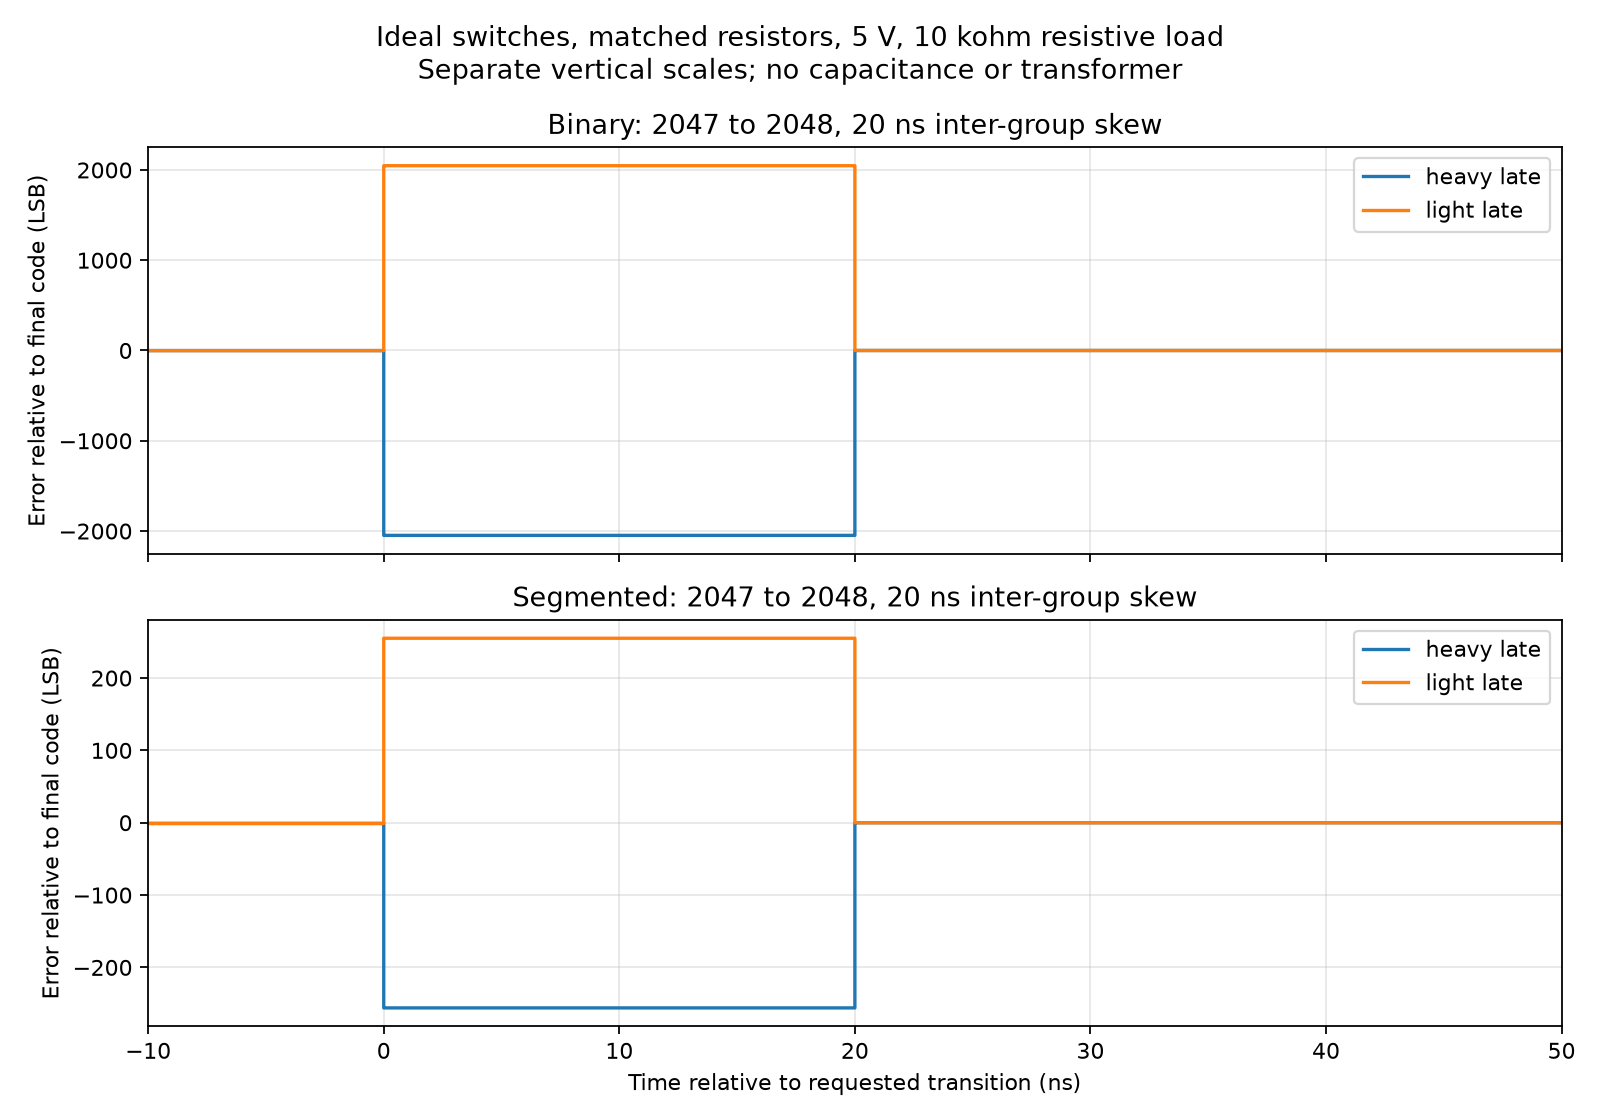 Ideal switches, matched resistors, 5 V, 10 kohm resistive load
Separate vertical scales; no capacitance or transformer
Binary: 2047 to 2048, 20 ns inter-group skew
Error relative to final code (LSB)
2000
1000
0
−1000
−2000
heavy late
light late
Segmented: 2047 to 2048, 20 ns inter-group skew
Error relative to final code (LSB)
200
100
0
−100
−200
heavy late
light late
−10
0
10
20
30
40
50
Time relative to requested transition (ns)